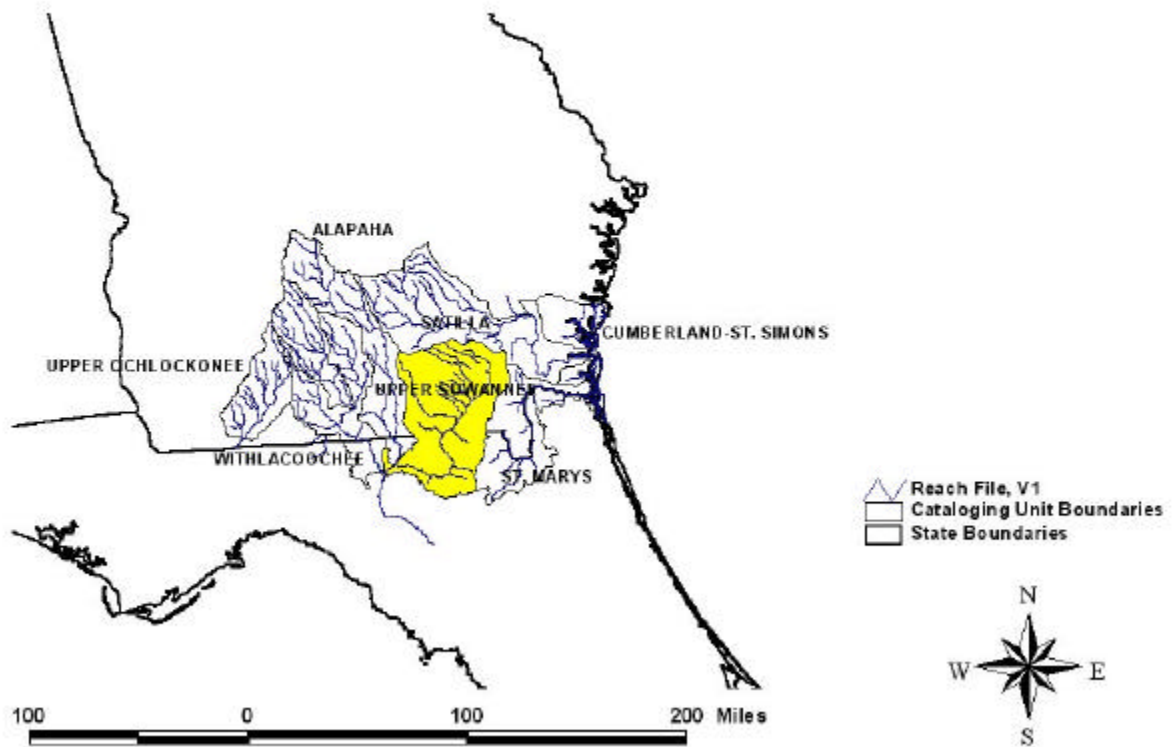 ALAPAHA
SATILLA
CUMBERLAND-ST. SIMONS
UPPER OCHLOCKONEE
UPPER SUWANNEE
WITHLACOOCHEE
ST. MARYS
Reach File, V1
Cataloging Unit Boundaries
State Boundaries
N
W E
S
100 0 100 200 Miles